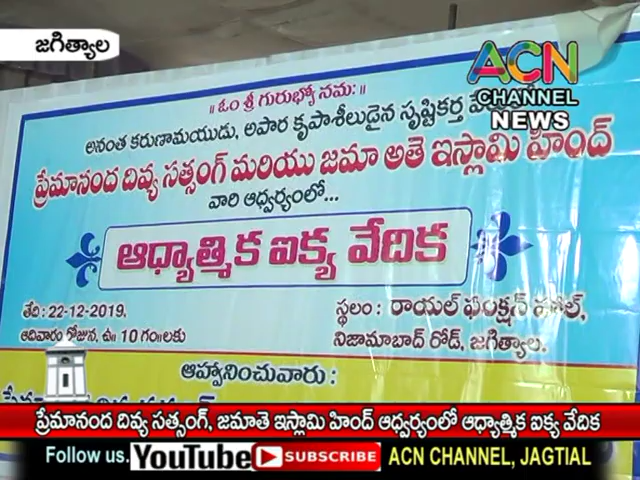 జగిత్యాల
ACN
CHANNEL
NEWS
॥ ఓం శ్రీ గురుభ్యో నమః ॥
అనంత కరుణామయుడు, అపార కృపాశీలుడైన సృష్టికర్త
ప్రేమానంద దివ్య సత్సంగ్ మరియు జమా అతె ఇస్లామి హింద్
వారి ఆధ్వర్యంలో...
ఆధ్యాత్మిక ఐక్య వేదిక
తేది : 22-12-2019,
ఆదివారం రోజున, ఉ॥ 10 గం॥లకు
స్థలం : రాయల్ ఫంక్షన్ హాల్,
నిజామాబాద్ రోడ్, జగిత్యాల.
ఆహ్వానించువారు :
ప్రేమానంద దివ్య సత్సంగ్, జమాతె ఇస్లామి హింద్ ఆధ్వర్యంలో ఆధ్యాత్మిక ఐక్య వేదిక
Follow us. YouTube SUBSCRIBE ACN CHANNEL, JAGTIAL